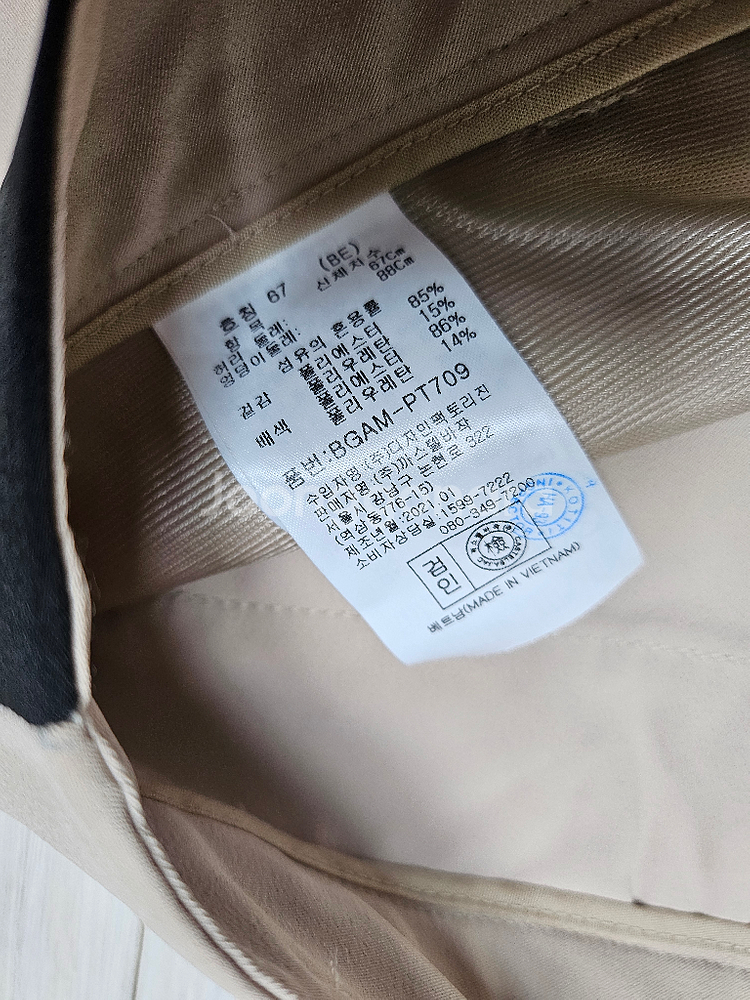 호칭 67 (BE)
항 목: 신체치수
허리둘레: 67Cm
엉덩이둘레: 88Cm
섬유의 혼용률
겉감 폴리에스터 85%
폴리우레탄 15%
배색 폴리에스터 86%
폴리우레탄 14%
품번:BGAM-PT709
수입자명:(주)디자인팩토리진
판매자명:(주)까스텔바작
서울시 강남구 논현로 322
(역삼동776-15)
제조년월:2021.01
소비자상담실:1599-7222
080-349-7200
검인
檢
베트남(MADE IN VIETNAM)